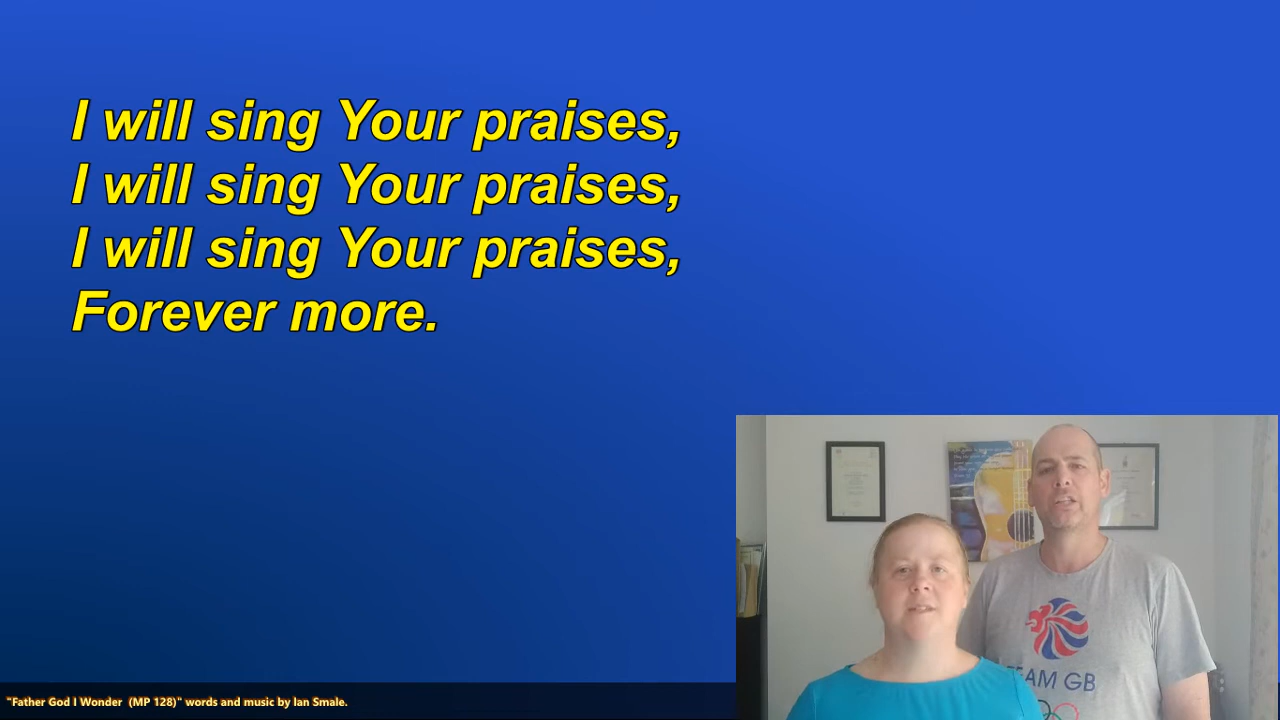 I will sing Your praises,
I will sing Your praises,
I will sing Your praises,
Forever more.
TEAM GB
"Father God I Wonder  (MP 128)" words and music by Ian Smale.